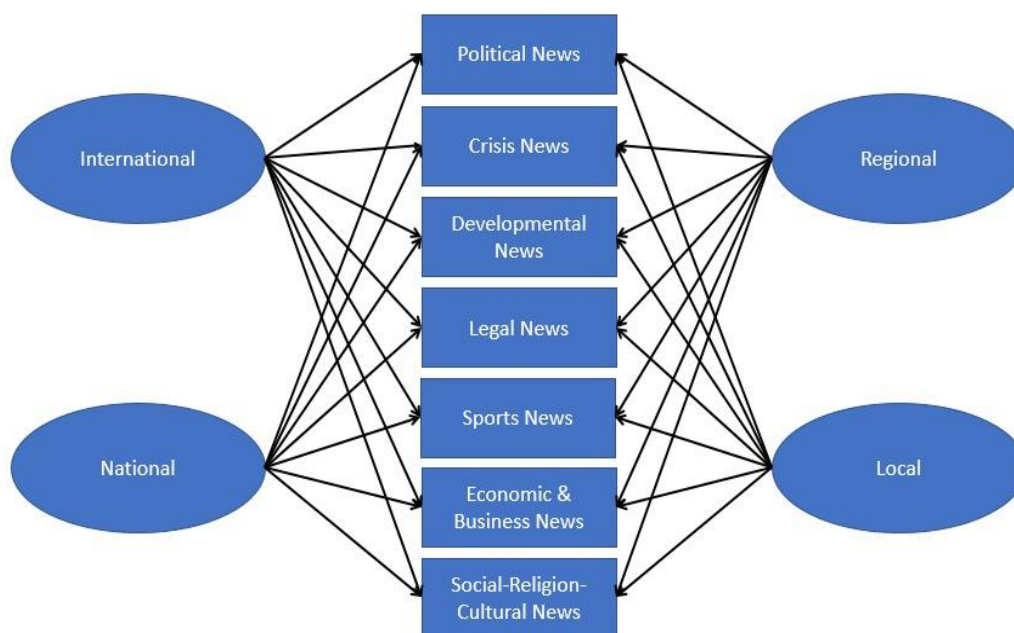 Political News
International
Crisis News
Regional
Developmental
News
Legal News
Sports News
National
Local
Economic &
Business News
Social-Religion-
Cultural News